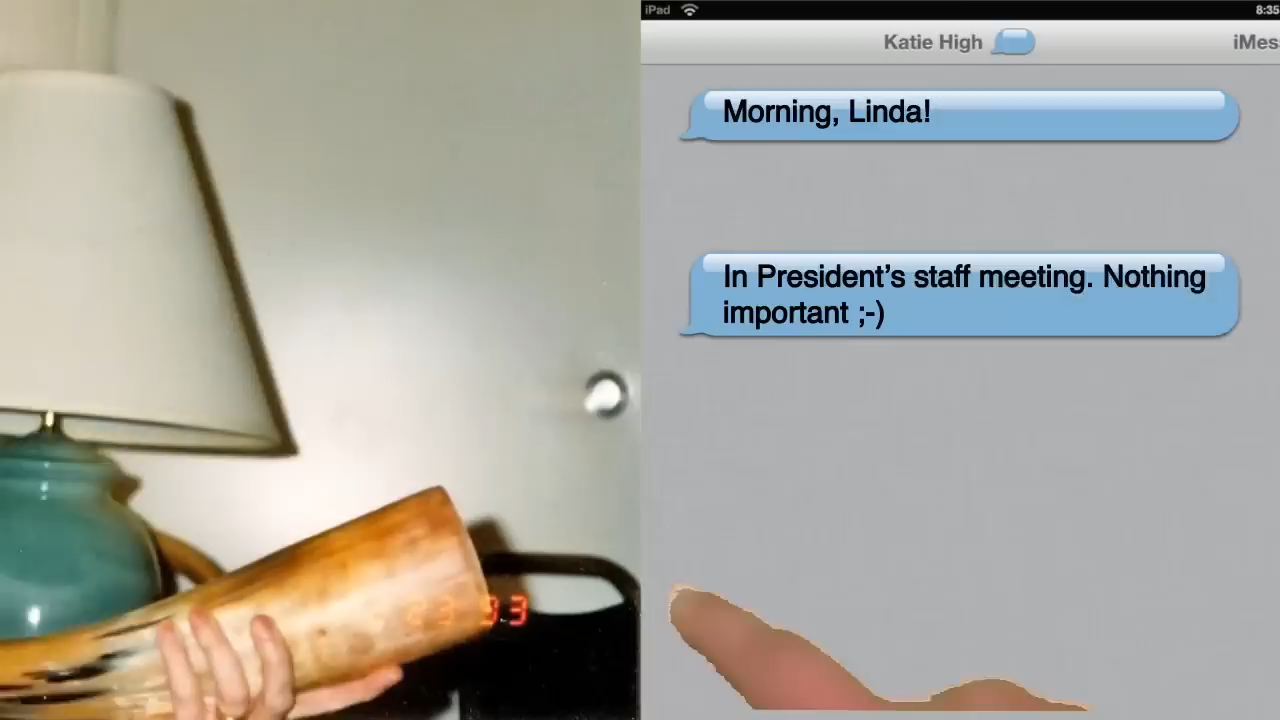 iPad 8:35
Katie High iMes
Morning, Linda!
In President's staff meeting. Nothing
important ;-)